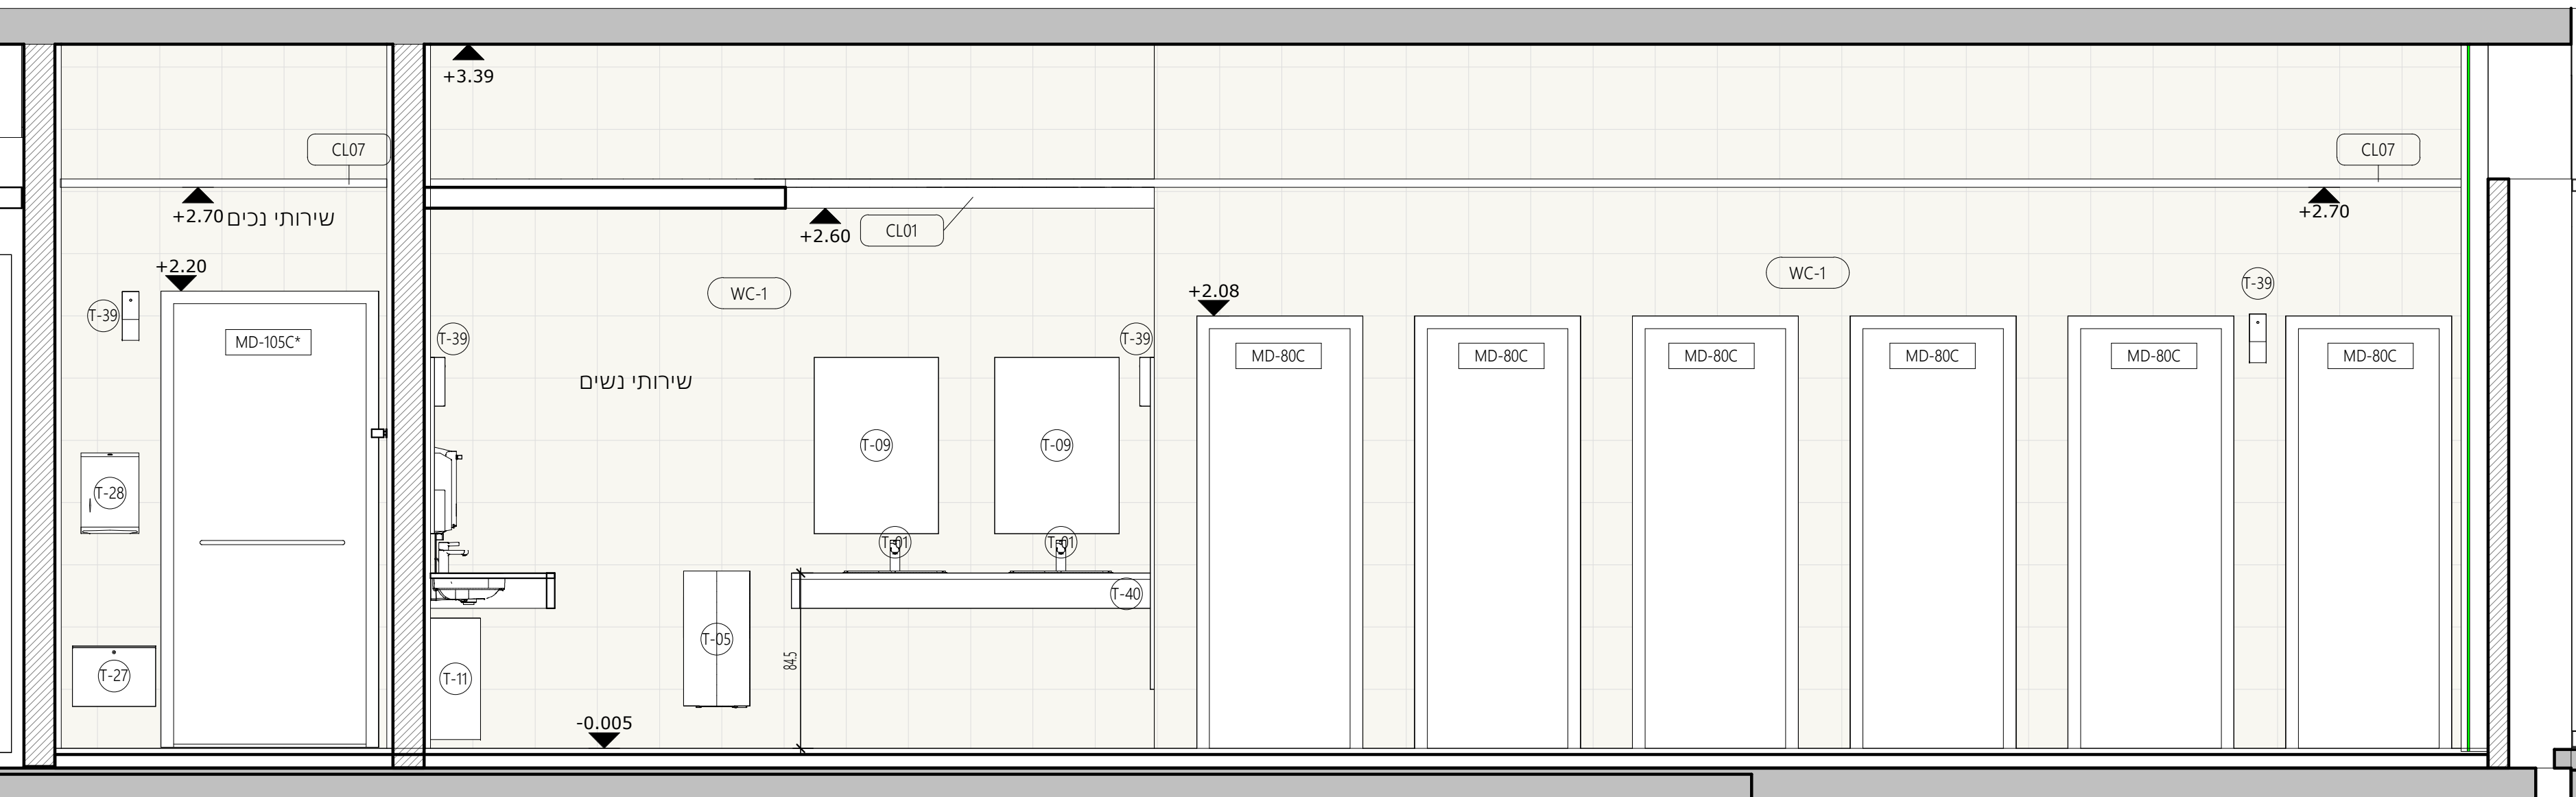 +3.39
CL07
CL07
+2.70 שירותי נכים
+2.70
+2.60
CL01
+2.20
WC-1
WC-1
+2.08
T-39
T-39
MD-105C*
T-39
T-39
MD-80C
MD-80C
MD-80C
MD-80C
MD-80C
MD-80C
שירותי נשים
T-09
T-09
T-28
T-01
T-01
T-40
T-05
84.5
T-27
T-11
-0.005